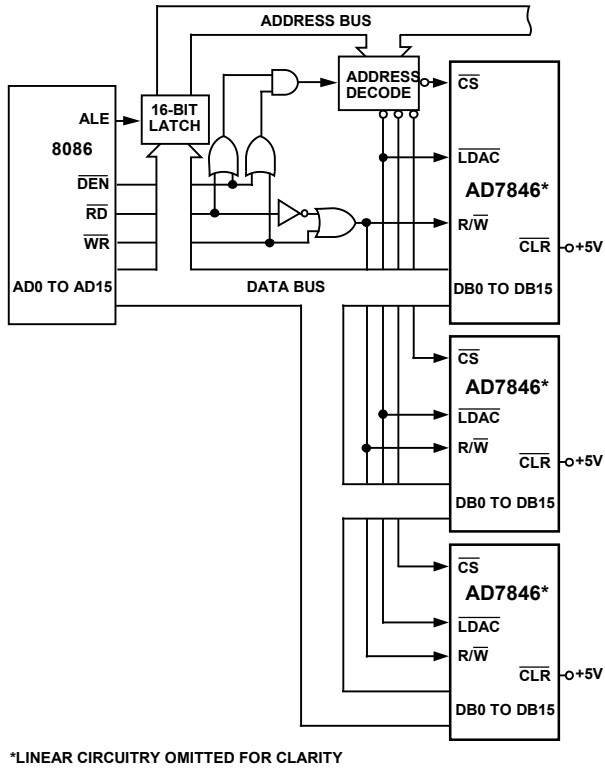 ADDRESS BUS
ALE
8086
DEN
RD
WR
AD0 TO AD15
16-BIT
LATCH
ADDRESS
DECODE
DATA BUS
CS
LDAC
AD7846*
R/W
CLR
+5V
DB0 TO DB15
CS
AD7846*
LDAC
R/W
CLR
+5V
DB0 TO DB15
CS
AD7846*
LDAC
R/W
CLR
+5V
DB0 TO DB15
*LINEAR CIRCUITRY OMITTED FOR CLARITY